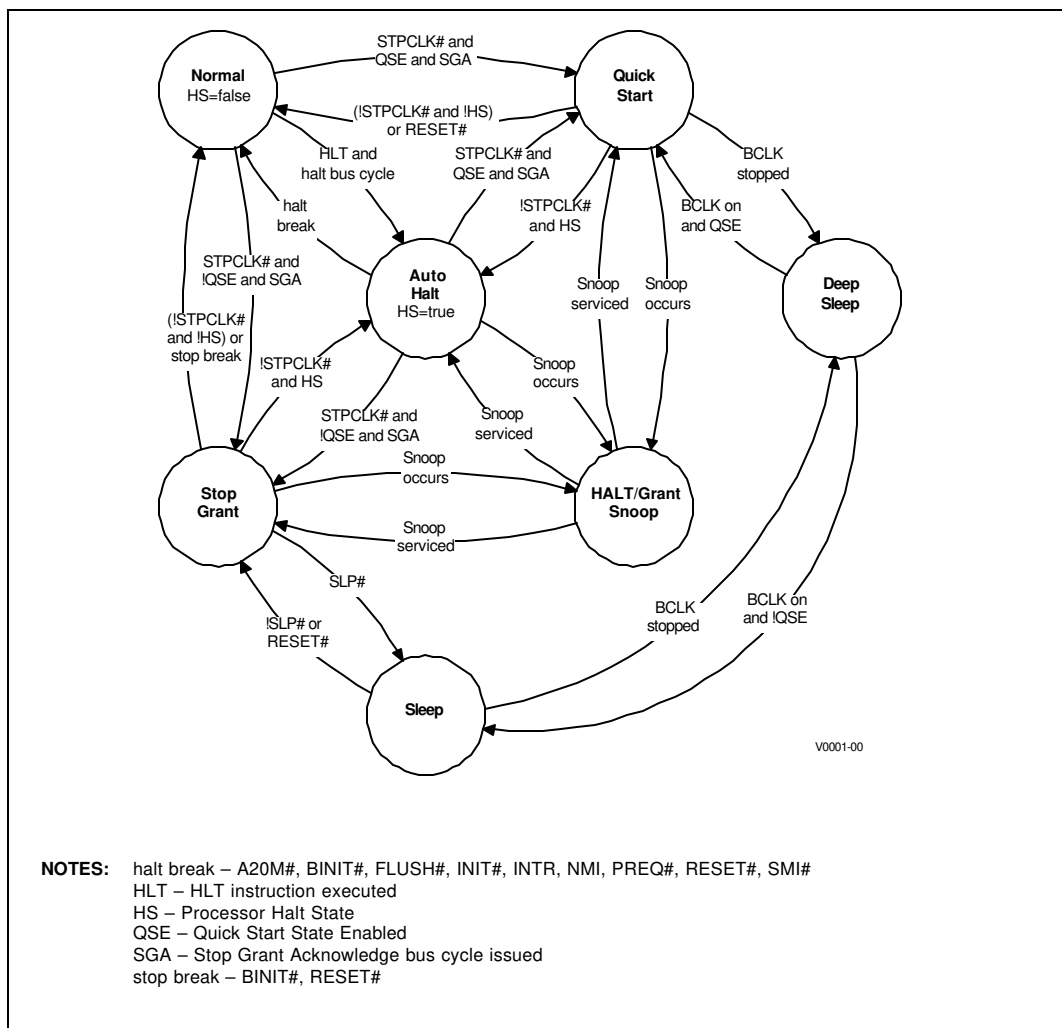 STPCLK# and
QSE and SGA
Normal
HS=false
Quick
Start
(!STPCLK# and !HS)
or RESET#
HLT and
halt bus cycle
STPCLK# and
QSE and SGA
BCLK
stopped
halt
break
!STPCLK#
and HS
BCLK on
and QSE
STPCLK# and
!QSE and SGA
Auto
Halt
HS=true
Snoop
serviced
Snoop
occurs
Deep
Sleep
(!STPCLK#
and !HS) or
stop break
!STPCLK#
and HS
Snoop
occurs
STPCLK# and
!QSE and SGA
Snoop
serviced
Snoop
occurs
Stop
Grant
HALT/Grant
Snoop
Snoop
serviced
SLP#
BCLK on
and !QSE
BCLK
stopped
!SLP# or
RESET#
Sleep
V0001-00
NOTES: halt break – A20M#, BINIT#, FLUSH#, INIT#, INTR, NMI, PREQ#, RESET#, SMI#
HLT – HLT instruction executed
HS – Processor Halt State
QSE – Quick Start State Enabled
SGA – Stop Grant Acknowledge bus cycle issued
stop break – BINIT#, RESET#